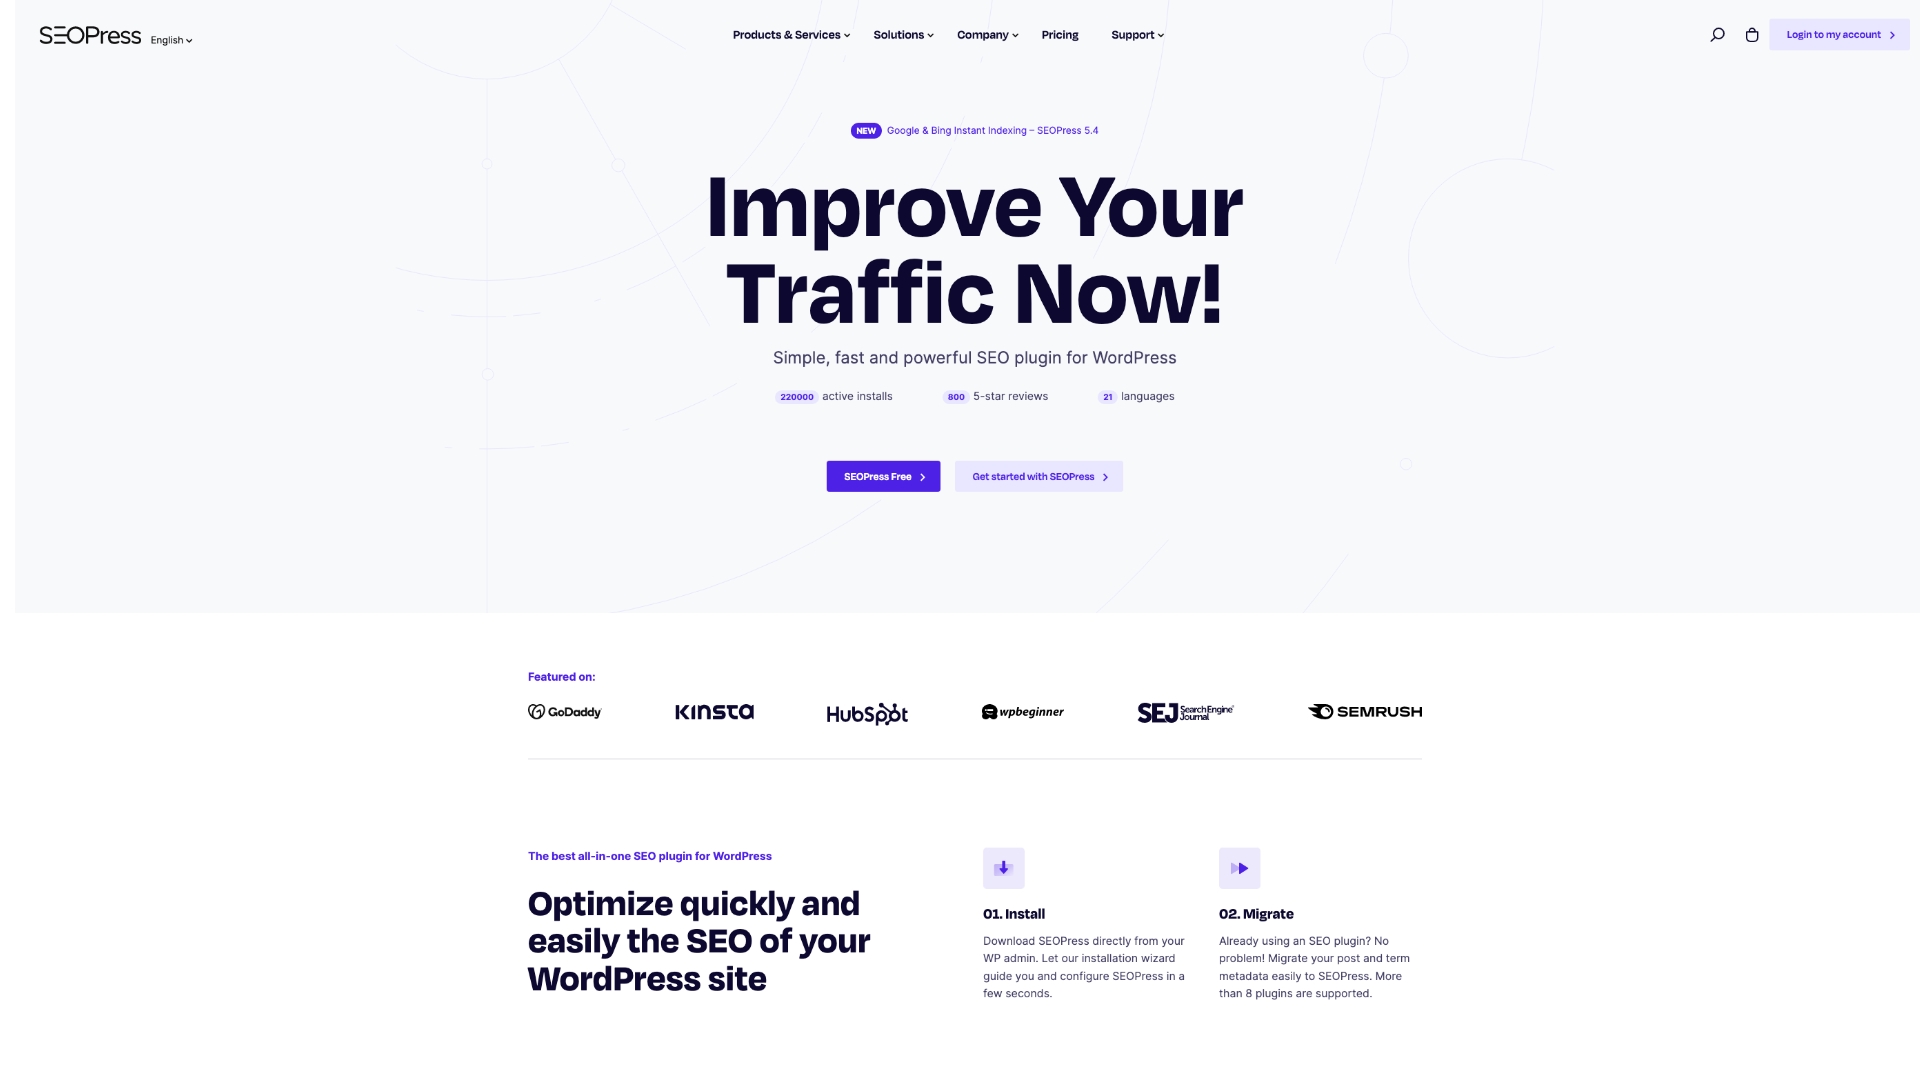 SEOPress English
Products & Services
Solutions
Company
Pricing
Support
Login to my account
NEW Google & Bing Instant Indexing – SEOPress 5.4
Improve Your
Traffic Now!
Simple, fast and powerful SEO plugin for WordPress
220000 active installs
800 5-star reviews
21 languages
SEOPress Free
Get started with SEOPress
Featured on:
GoDaddy
KINSTA
HubSpot
wpbeginner
SEJ Search Engine Journal
SEMRUSH
The best all-in-one SEO plugin for WordPress
Optimize quickly and
easily the SEO of your
WordPress site
01. Install
Download SEOPress directly from your
WP admin. Let our installation wizard
guide you and configure SEOPress in a
few seconds.
02. Migrate
Already using an SEO plugin? No
problem! Migrate your post and term
metadata easily to SEOPress. More
than 8 plugins are supported.